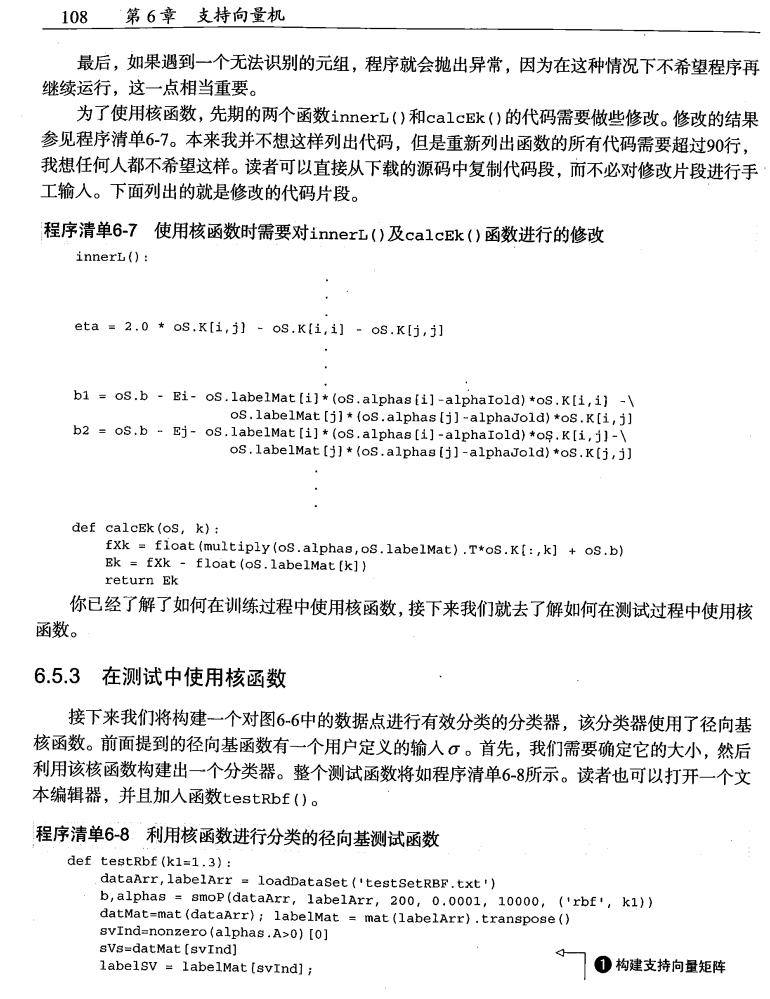 108 第6章 支持向量机
最后，如果遇到一个无法识别的元组，程序就会抛出异常，因为在这种情况下不希望程序再
继续运行，这一点相当重要。
为了使用核函数，先期的两个函数innerL()和calcEk()的代码需要做些修改。修改的结果
参见程序清单6-7。本来我并不想这样列出代码，但是重新列出函数的所有代码需要超过90行，
我想任何人都不希望这样。读者可以直接从下载的源码中复制代码段，而不必对修改片段进行手
工输入。下面列出的就是修改的代码片段。
程序清单6-7 使用核函数时需要对innerL()及calcEk()函数进行的修改
innerL():
.
.
.
eta = 2.0 * oS.K[i,j] - oS.K[i,i] - oS.K[j,j]
.
.
.
b1 = oS.b - Ei- oS.labelMat[i]*(oS.alphas[i]-alphaIold)*oS.K[i,i] -\
oS.labelMat[j]*(oS.alphas[j]-alphaJold)*oS.K[i,j]
b2 = oS.b - Ej- oS.labelMat[i]*(oS.alphas[i]-alphaIold)*oS.K[i,j]-\
oS.labelMat[j]*(oS.alphas[j]-alphaJold)*oS.K[j,j]
.
.
.
def calcEk(oS, k):
fXk = float(multiply(oS.alphas,oS.labelMat).T*oS.K[:,k] + oS.b)
Ek = fXk - float(oS.labelMat[k])
return Ek
你已经了解了如何在训练过程中使用核函数，接下来我们就去了解如何在测试过程中使用核
函数。
6.5.3 在测试中使用核函数
接下来我们将构建一个对图6-6中的数据点进行有效分类的分类器，该分类器使用了径向基
核函数。前面提到的径向基函数有一个用户定义的输入σ。首先，我们需要确定它的大小，然后
利用该核函数构建出一个分类器。整个测试函数将如程序清单6-8所示。读者也可以打开一个文
本编辑器，并且加入函数testRbf()。
程序清单6-8 利用核函数进行分类的径向基测试函数
def testRbf(k1=1.3):
dataArr,labelArr = loadDataSet('testSetRBF.txt')
b,alphas = smoP(dataArr, labelArr, 200, 0.0001, 10000, ('rbf', k1))
datMat=mat(dataArr); labelMat = mat(labelArr).transpose()
svInd=nonzero(alphas.A>0)[0]
sVs=datMat[svInd]
labelSV = labelMat[svInd];
❶ 构建支持向量矩阵